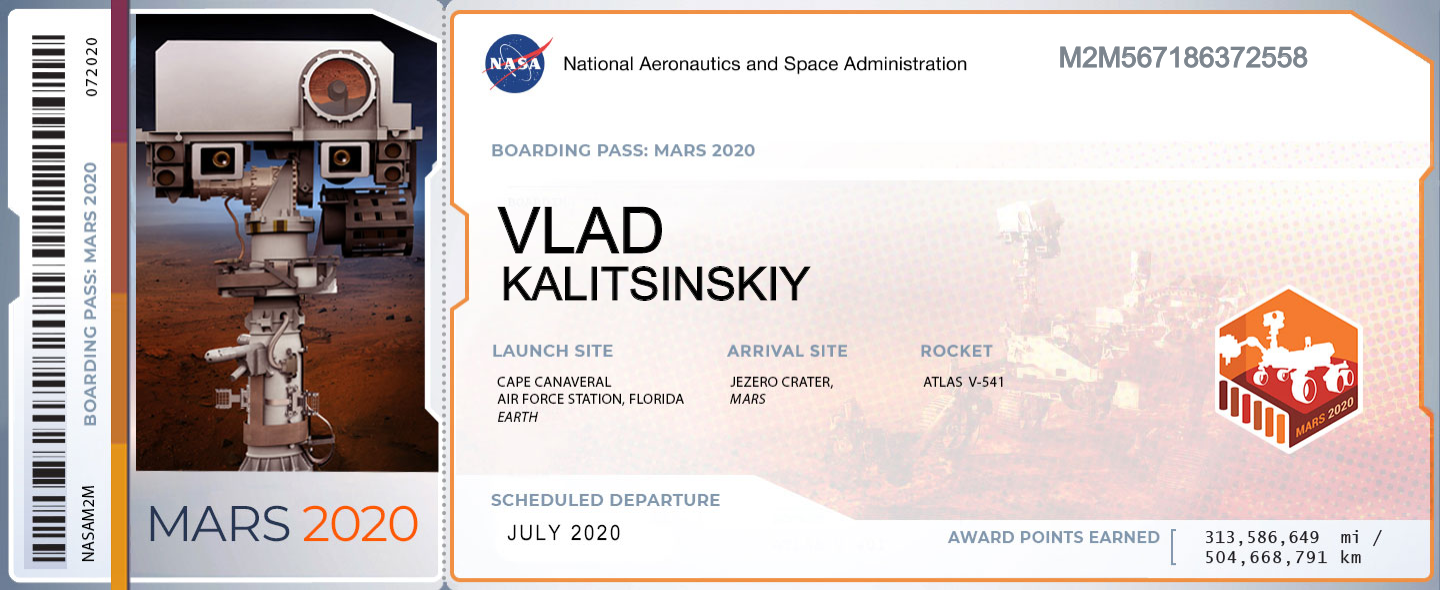 072020
BOARDING PASS: MARS 2020
NASAM2M
MARS 2020
NASA
National Aeronautics and Space Administration
M2M567186372558
BOARDING PASS: MARS 2020
VLAD
KALITSINSKIY
LAUNCH SITE
CAPE CANAVERAL
AIR FORCE STATION, FLORIDA
EARTH
ARRIVAL SITE
JEZERO CRATER,
MARS
ROCKET
ATLAS V-541
MARS 2020
SCHEDULED DEPARTURE
JULY 2020
AWARD POINTS EARNED
313,586,649 mi /
504,668,791 km